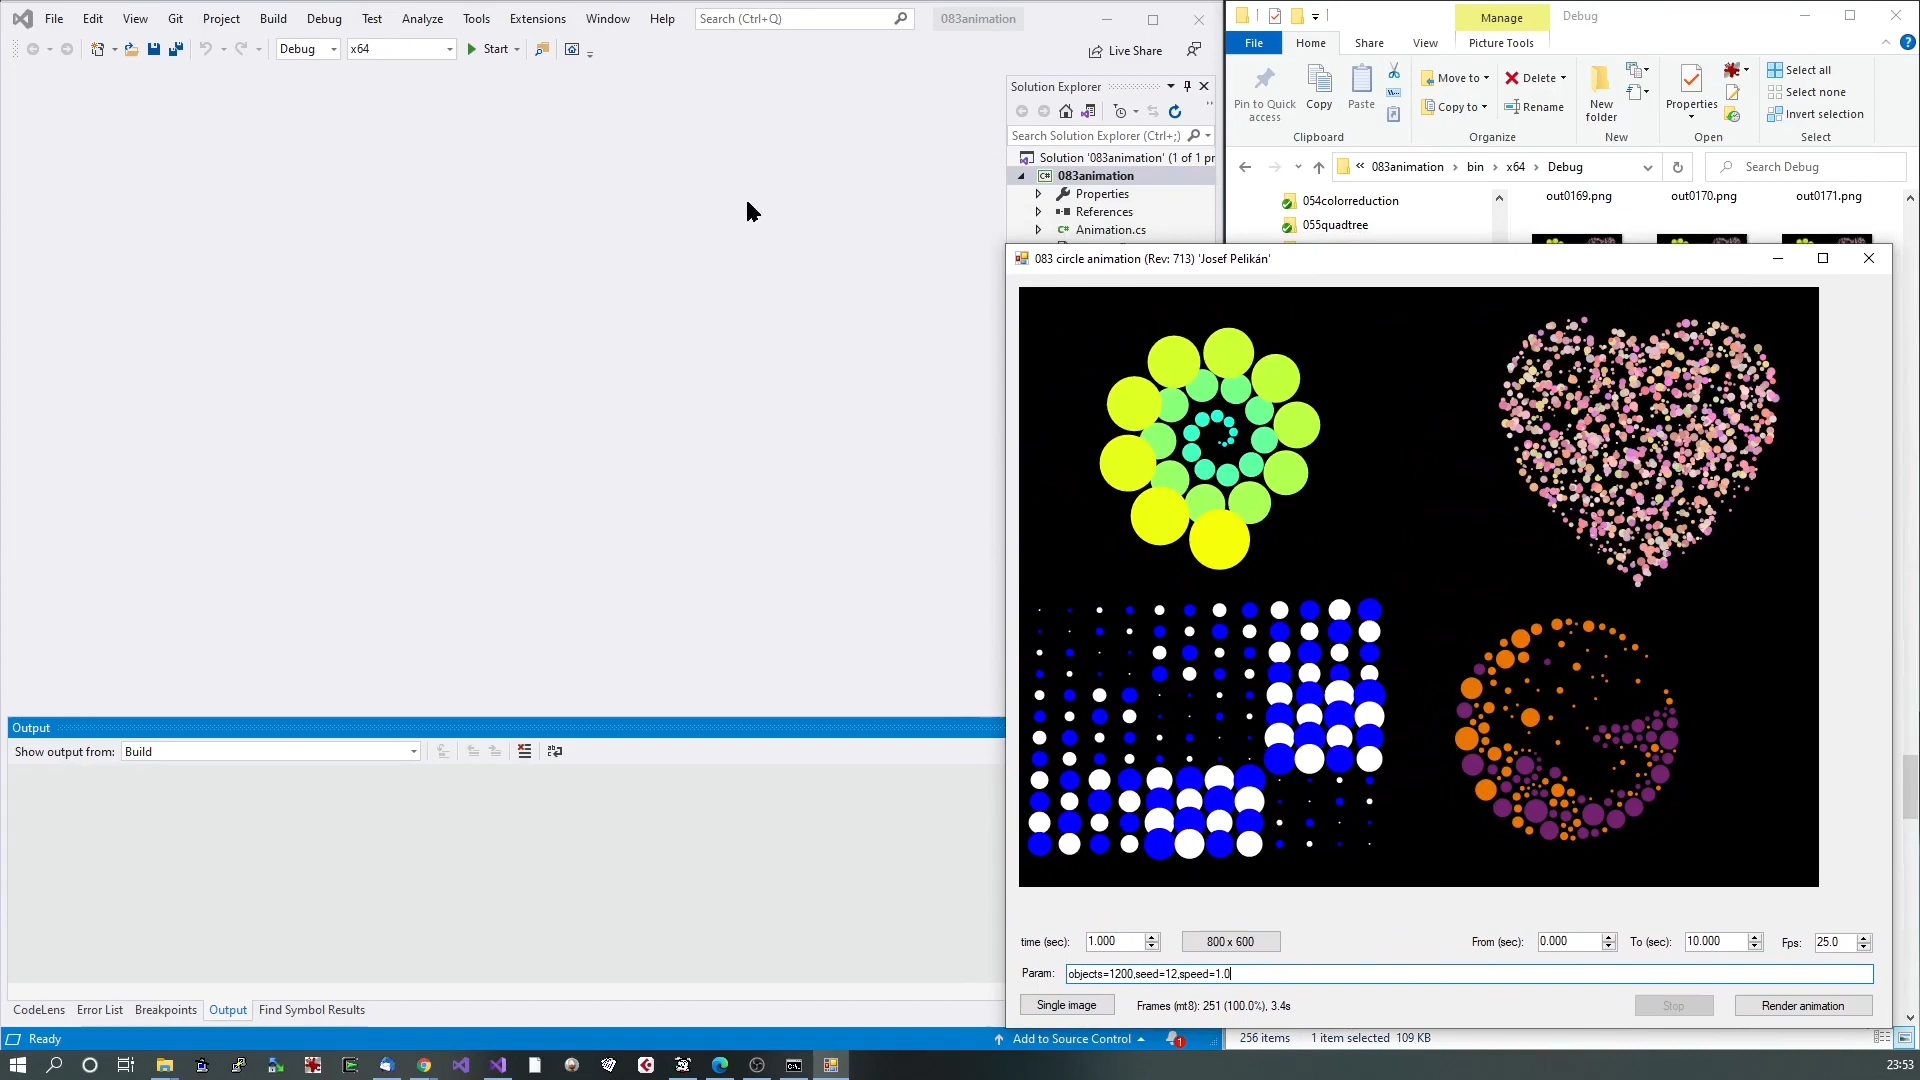 File Edit View Git Project Build Debug Test Analyze Tools Extensions Window Help Search (Ctrl+Q) 083animation
Debug x64 Start Live Share
Solution Explorer
Search Solution Explorer (Ctrl+;)
Solution '083animation' (1 of 1 pr
083animation
Properties
References
Animation.cs
Manage Debug
File Home Share View Picture Tools
Pin to Quick access
Copy
Paste
Clipboard
Move to
Copy to
Delete
Rename
Organize
New folder
New
Properties
Open
Select all
Select none
Invert selection
Select
083animation bin x64 Debug Search Debug
054colorreduction
055quadtree
out0169.png out0170.png out0171.png
083 circle animation (Rev: 713) 'Josef Pelikán'
time (sec): 1.000 800 x 600 From (sec): 0.000 To (sec): 10.000 Fps: 25.0
Param: objects=1200,seed=12,speed=1.0
Single image Frames (mt8): 251 (100.0%), 3.4s Stop Render animation
Output
Show output from: Build
CodeLens Error List Breakpoints Output Find Symbol Results
Ready Add to Source Control 1
256 items 1 item selected 109 KB
23:53